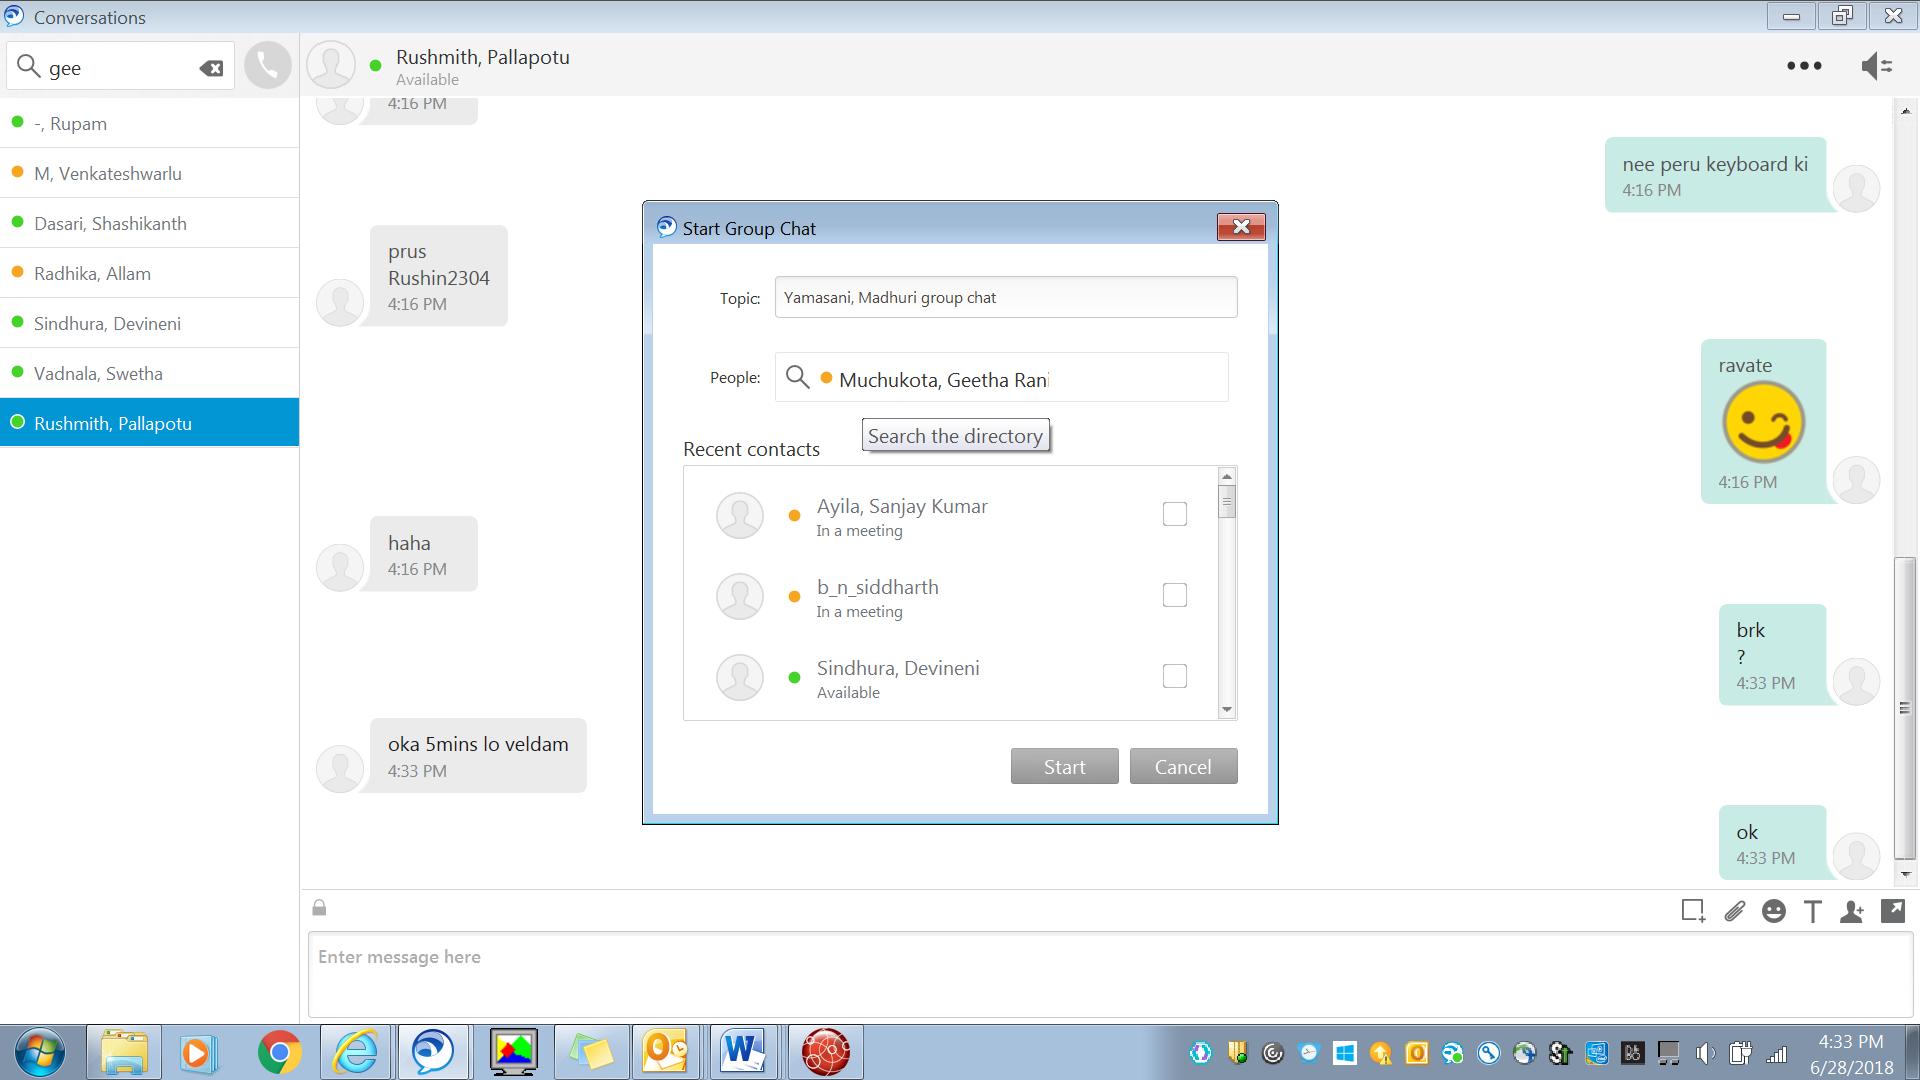 Conversations
gee
-, Rupam
M, Venkateshwarlu
Dasari, Shashikanth
Radhika, Allam
Sindhura, Devineni
Vadnala, Swetha
Rushmith, Pallapotu
Rushmith, Pallapotu
Available
4:16 PM
nee peru keyboard ki
4:16 PM
prus
Rushin2304
4:16 PM
ravate
4:16 PM
haha
4:16 PM
brk
?
4:33 PM
oka 5mins lo veldam
4:33 PM
ok
4:33 PM
Start Group Chat
Topic: Yamasani, Madhuri group chat
People: Muchukota, Geetha Rani
Search the directory
Recent contacts
Ayila, Sanjay Kumar
In a meeting
b_n_siddharth
In a meeting
Sindhura, Devineni
Available
Start Cancel
Enter message here
4:33 PM
6/28/2018